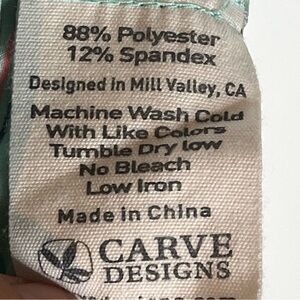 88% Polyester
12% Spandex
Designed in Mill Valley, CA
Machine Wash Cold
With Like Colors
Tumble Dry low
No Bleach
Low Iron
Made in China
CARVE
DESIGNS